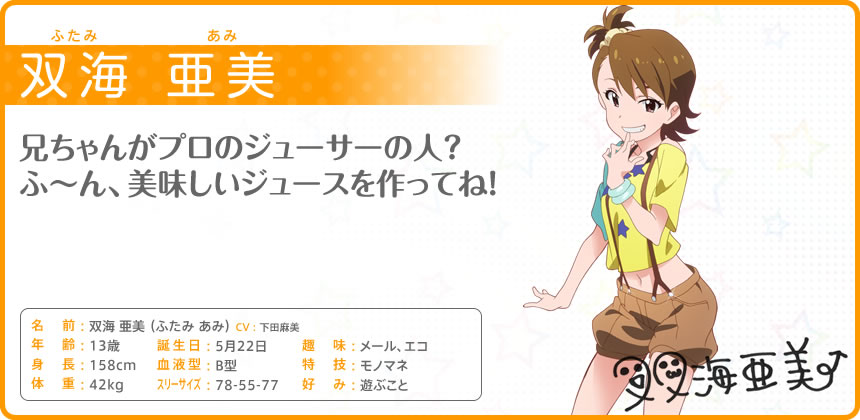 ふたみ あみ
双海 亜美
兄ちゃんがプロのジューサーの人?
ふ〜ん、美味しいジュースを作ってね!
名 前:双海 亜美 (ふたみ あみ) CV:下田麻美
年 齢:13歳 誕生日:5月22日 趣 味:メール、エコ
身 長:158cm 血液型:B型 特 技:モノマネ
体 重:42kg スリーサイズ:78-55-77 好 み:遊ぶこと
双海亜美